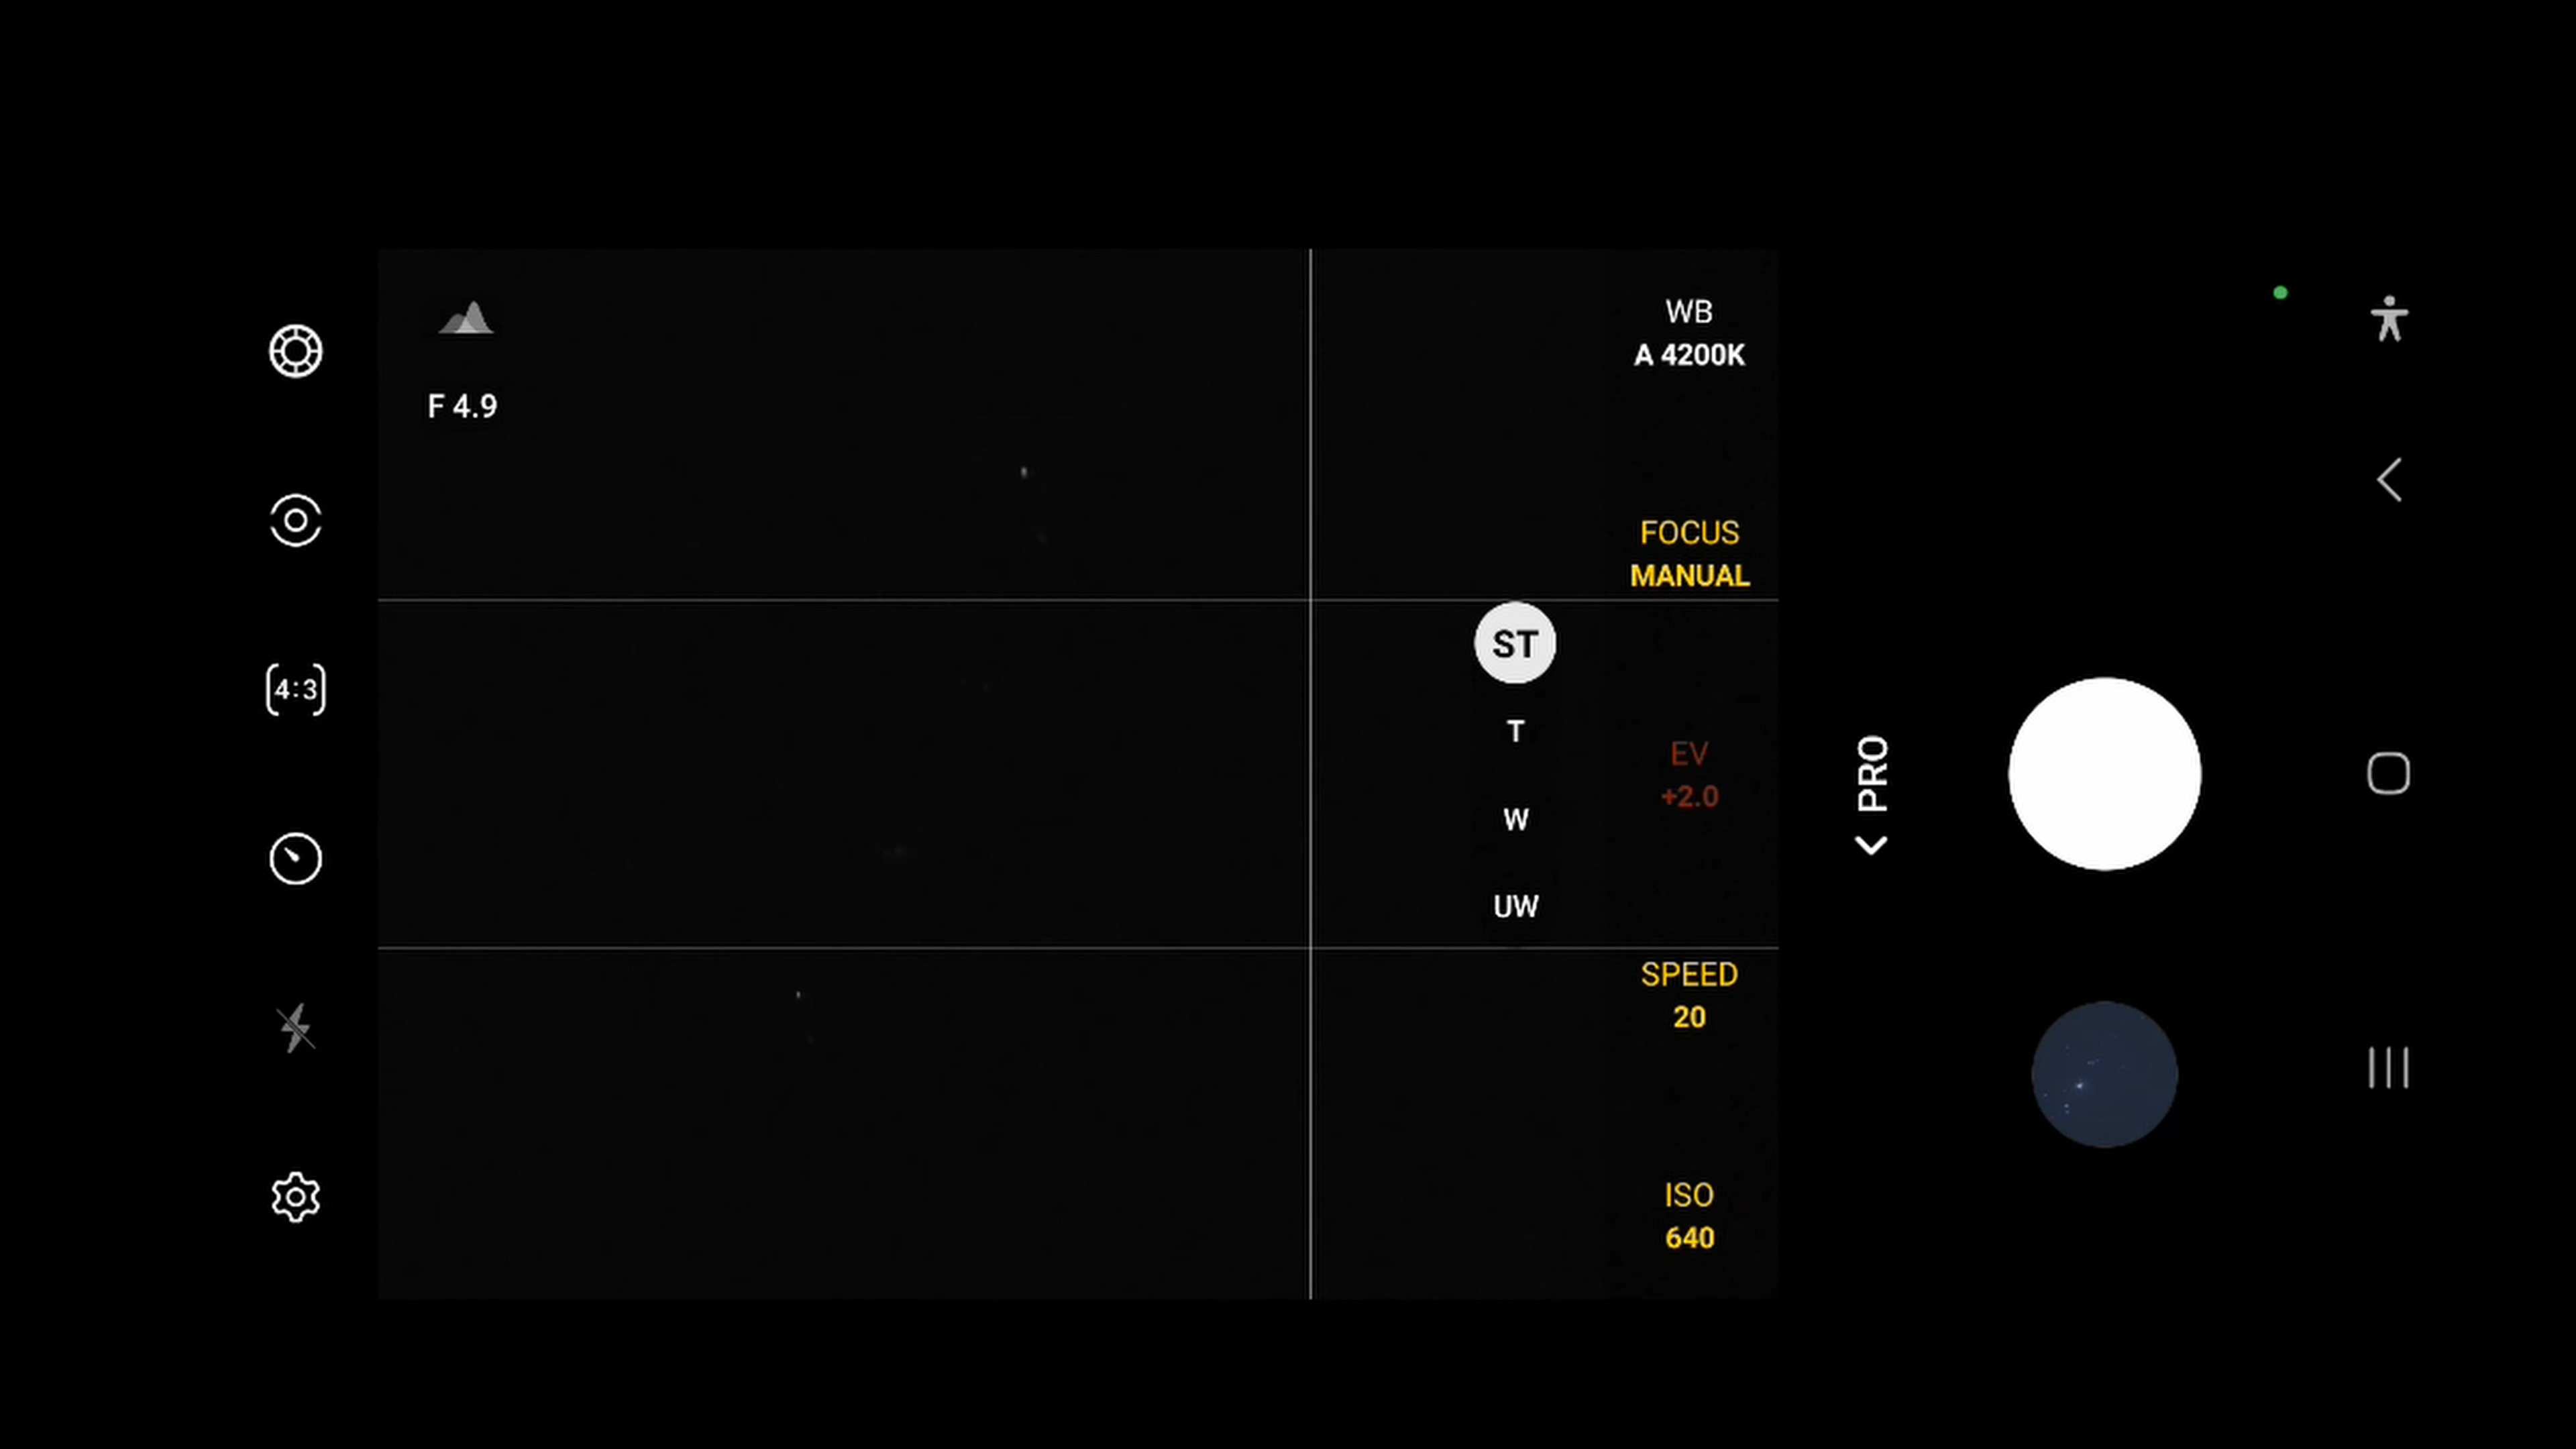 WB
A 4200K
F 4.9
FOCUS
MANUAL
ST
4:3
T
EV
+2.0
PRO
W
UW
SPEED
20
ISO
640